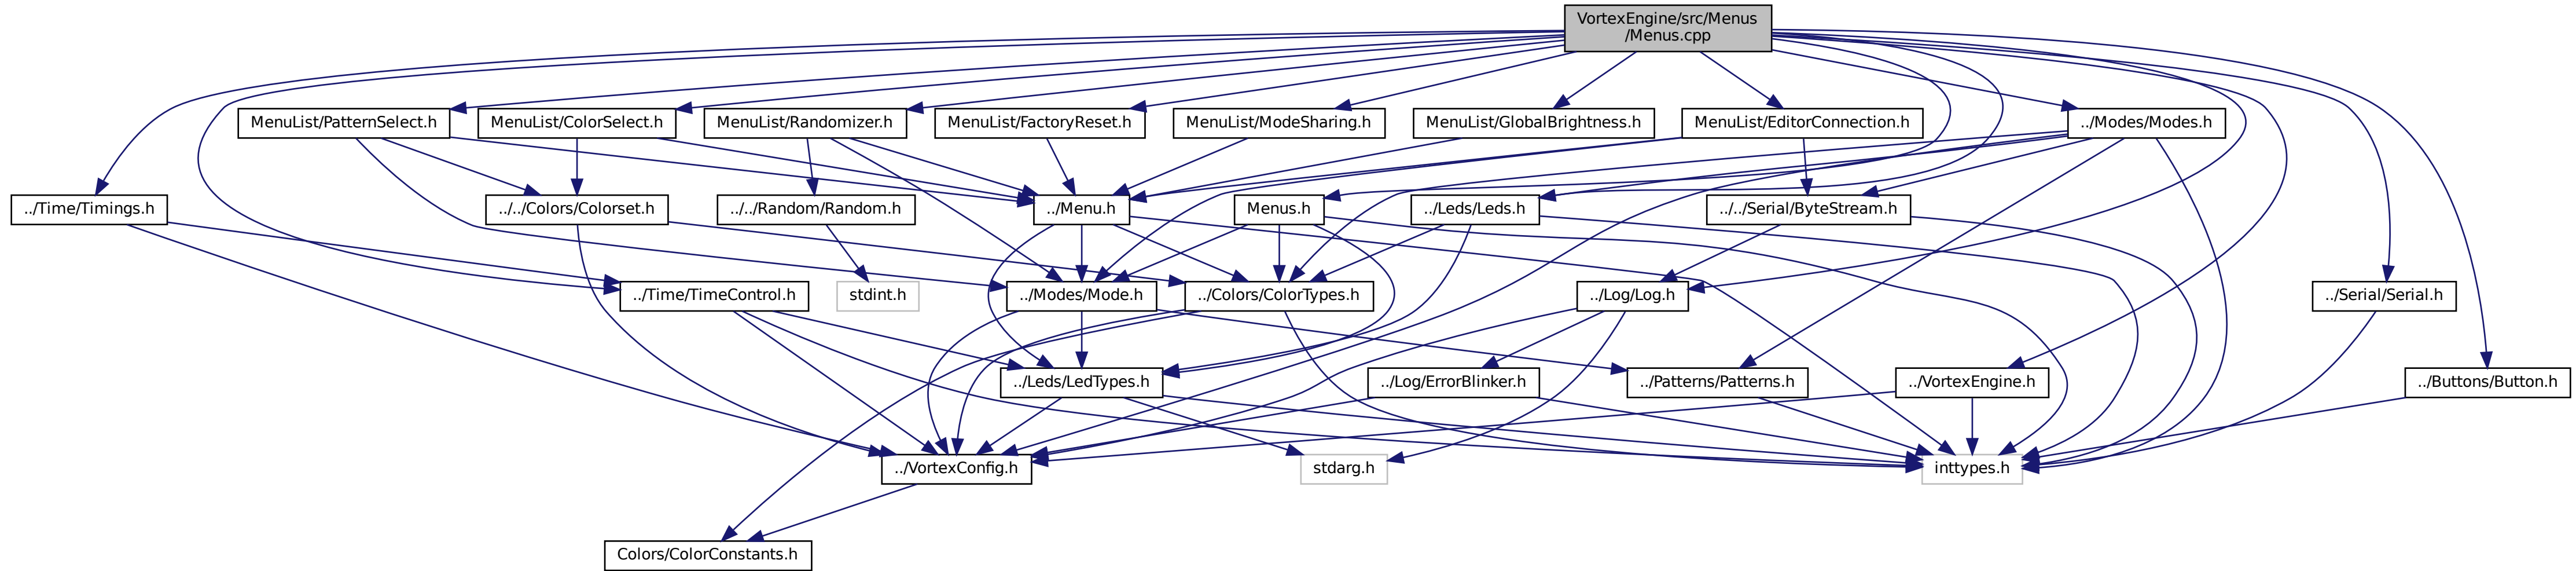 VortexEngine/src/Menus
/Menus.cpp
MenuList/PatternSelect.h
MenuList/ColorSelect.h
MenuList/Randomizer.h
MenuList/FactoryReset.h
MenuList/ModeSharing.h
MenuList/GlobalBrightness.h
MenuList/EditorConnection.h
../Modes/Modes.h
../Time/Timings.h
../../Colors/Colorset.h
../../Random/Random.h
../Menu.h
Menus.h
../Leds/Leds.h
../../Serial/ByteStream.h
../Time/TimeControl.h
stdint.h
../Modes/Mode.h
../Colors/ColorTypes.h
../Log/Log.h
../Serial/Serial.h
../Leds/LedTypes.h
../Log/ErrorBlinker.h
../Patterns/Patterns.h
../VortexEngine.h
../Buttons/Button.h
../VortexConfig.h
stdarg.h
inttypes.h
Colors/ColorConstants.h